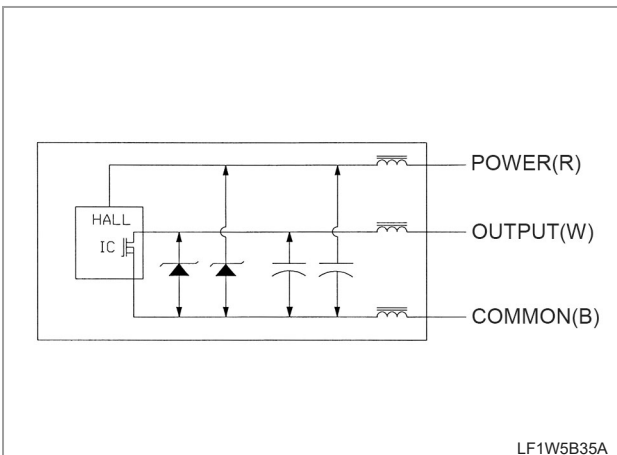 POWER(R)
HALL
IC
OUTPUT(W)
COMMON(B)
LF1W5B35A